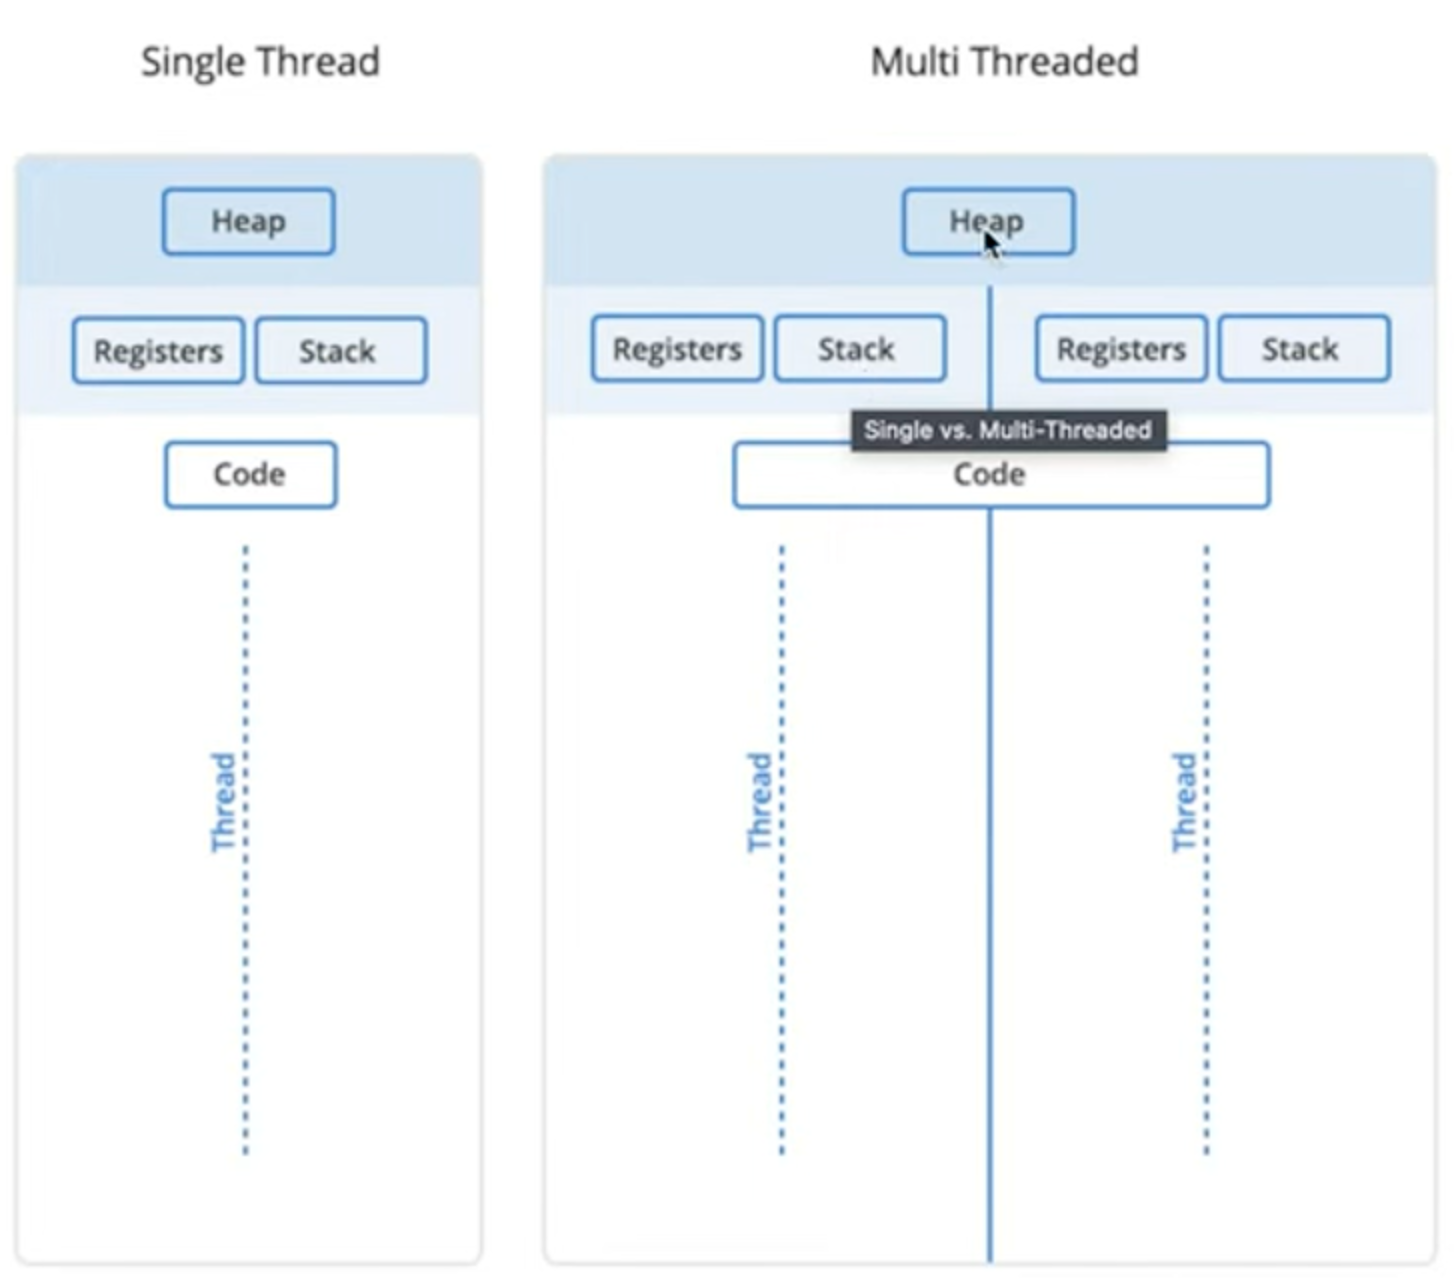 Single Thread
Multi Threaded
Heap
Heap
Registers Stack
Registers Stack
Registers Stack
Single vs. Multi-Threaded
Code
Code
Thread
Thread
Thread